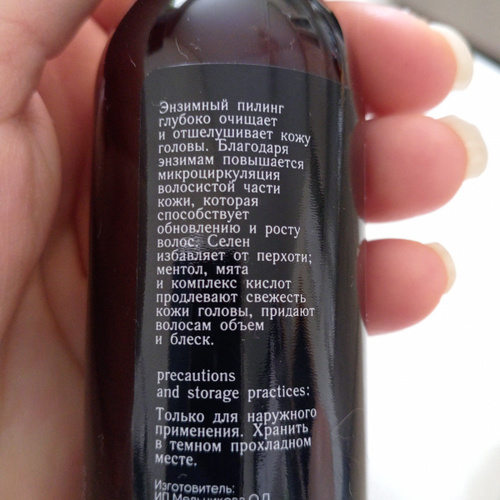 Энзимный пилинг
глубоко очищает
и отшелушивает кожу
головы. Благодаря
энзимам повышается
микроциркуляция
волосистой части
кожи, которая
способствует
обновлению и росту
волос. Селен
избавляет от перхоти;
ментол, мята
и комплекс кислот
продлевают свежесть
кожи головы, придают
волосам объем
и блеск.
precautions
and storage practices:
Только для наружного
применения. Хранить
в темном прохладном
месте.
Изготовитель:
ИП Мельникова О.П.